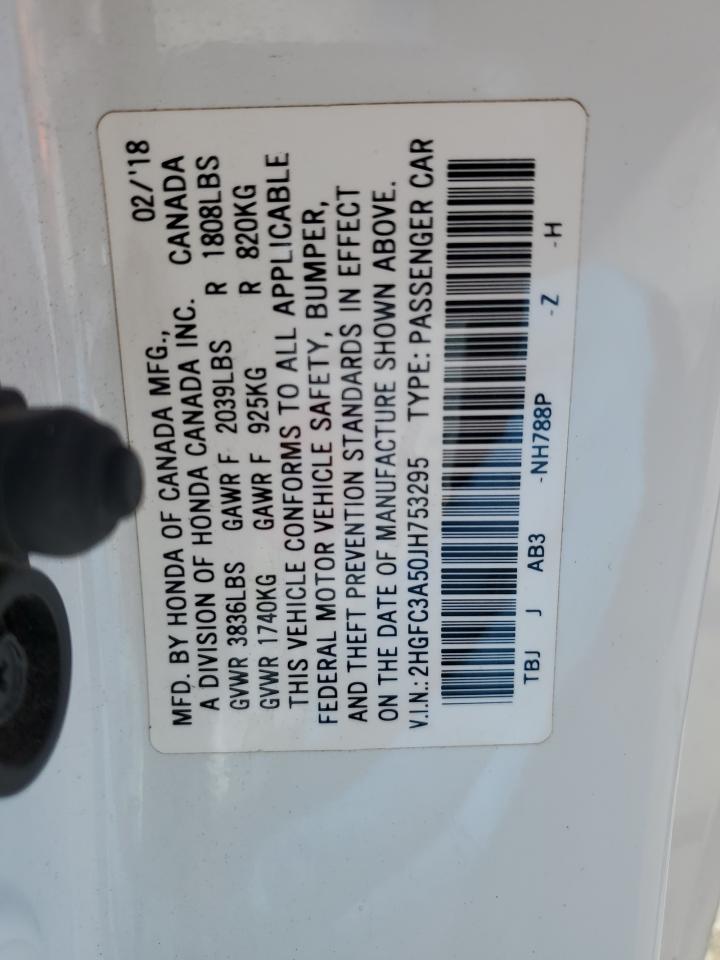 02/'18
MFD. BY HONDA OF CANADA MFG.,
A DIVISION OF HONDA CANADA INC. CANADA
GVWR 3836LBS GAWR F 2039LBS R 1808LBS
GVWR 1740KG GAWR F 925KG R 820KG
THIS VEHICLE CONFORMS TO ALL APPLICABLE
FEDERAL MOTOR VEHICLE SAFETY, BUMPER,
AND THEFT PREVENTION STANDARDS IN EFFECT
ON THE DATE OF MANUFACTURE SHOWN ABOVE.
V.I.N.: 2HGFC3A50JH753295 TYPE: PASSENGER CAR
TBJ J AB3 -NH788P -Z -H